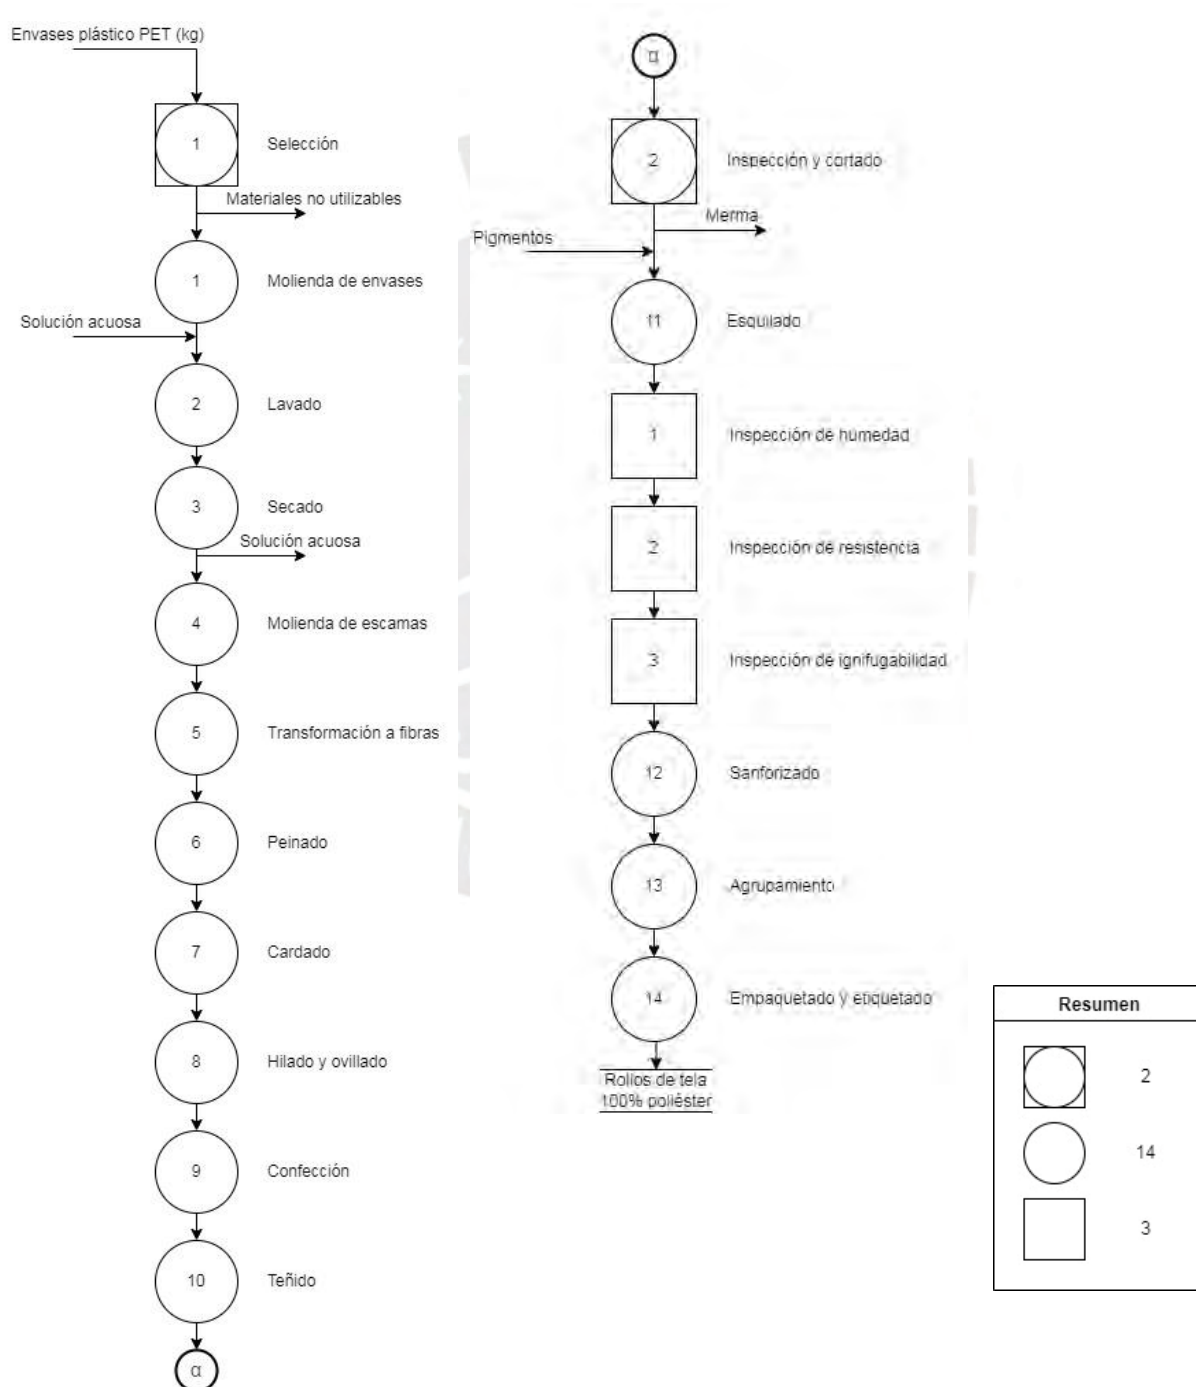 Envases plástico PET (kg)
1
Selección
Materiales no utilizables
1
Molienda de envases
Solución acuosa
2
Lavado
3
Secado
Solución acuosa
4
Molienda de escamas
5
Transformación a fibras
6
Peinado
7
Cardado
8
Hilado y ovillado
9
Confección
10
Teñido
α
α
2
Inspección y cortado
Merma
Pigmentos
11
Esquilado
1
Inspección de humedad
2
Inspección de resistencia
3
Inspección de ignifugabilidad
12
Sanforizado
13
Agrupamiento
14
Empaquetado y etiquetado
Rollos de tela
100% poliéster
Resumen
2
14
3